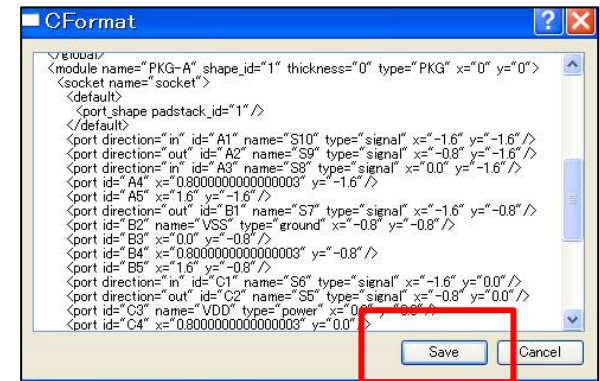 CFormat
</global>
<module name="PKG-A" shape_id="1" thickness="0" type="PKG" x="0" y="0">
<socket name="socket">
<default>
<port_shape padstack_id="1"/>
</default>
<port direction="in" id="A1" name="S10" type="signal" x="-1.6" y="-1.6"/>
<port direction="out" id="A2" name="S9" type="signal" x="-0.8" y="-1.6"/>
<port direction="in" id="A3" name="S8" type="signal" x="0.0" y="-1.6"/>
<port id="A4" x="0.8000000000000003" y="-1.6"/>
<port id="A5" x="1.6" y="-1.6"/>
<port direction="out" id="B1" name="S7" type="signal" x="-1.6" y="-0.8"/>
<port id="B2" name="VSS" type="ground" x="-0.8" y="-0.8"/>
<port id="B3" x="0.0" y="-0.8"/>
<port id="B4" x="0.8000000000000003" y="-0.8"/>
<port id="B5" x="1.6" y="-0.8"/>
<port direction="in" id="C1" name="S6" type="signal" x="-1.6" y="0.0"/>
<port direction="out" id="C2" name="S5" type="signal" x="-0.8" y="0.0"/>
<port id="C3" name="VDD" type="power"
<port id="C4" x="0.8000000000000003" y="0.0"
Save Cancel